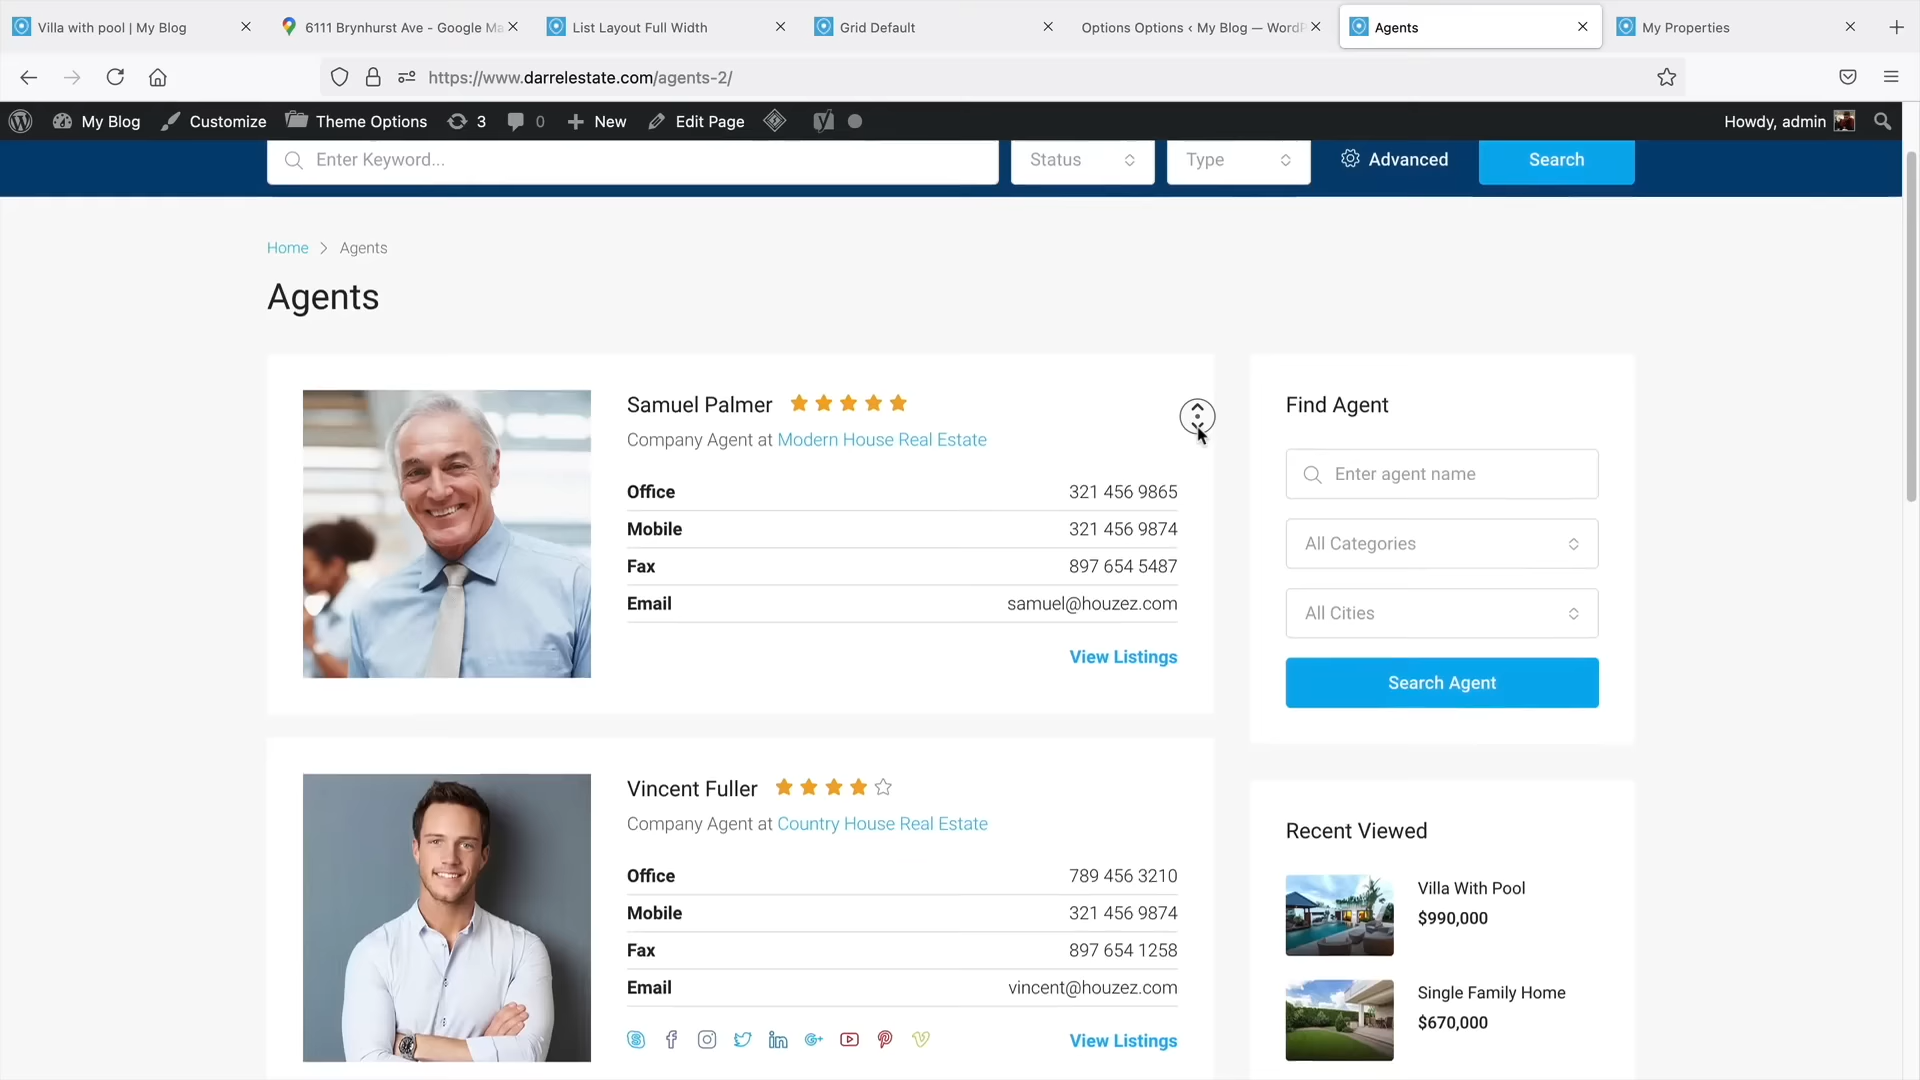 Villa with pool | My Blog
6111 Brynhurst Ave - Google Ma
List Layout Full Width
Grid Default
Options Options ‹ My Blog — WordP
Agents
My Properties
https://www.darrelestate.com/agents-2/
My Blog
Customize
Theme Options
3
0
New
Edit Page
Howdy, admin
Enter Keyword...
Status
Type
Advanced
Search
Home
Agents
Agents
Samuel Palmer
Company Agent at Modern House Real Estate
Office 321 456 9865
Mobile 321 456 9874
Fax 897 654 5487
Email samuel@houzez.com
View Listings
Find Agent
Enter agent name
All Categories
All Cities
Search Agent
Vincent Fuller
Company Agent at Country House Real Estate
Office 789 456 3210
Mobile 321 456 9874
Fax 897 654 1258
Email vincent@houzez.com
View Listings
Recent Viewed
Villa With Pool
$990,000
Single Family Home
$670,000